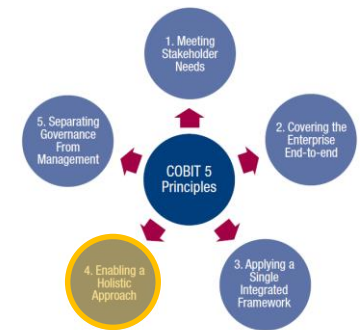 1. Meeting
Stakeholder
Needs
5. Separating
Governance
From
Management
2. Covering the
Enterprise
End-to-end
COBIT 5
Principles
4. Enabling a
Holistic
Approach
3. Applying a
Single
Integrated
Framework